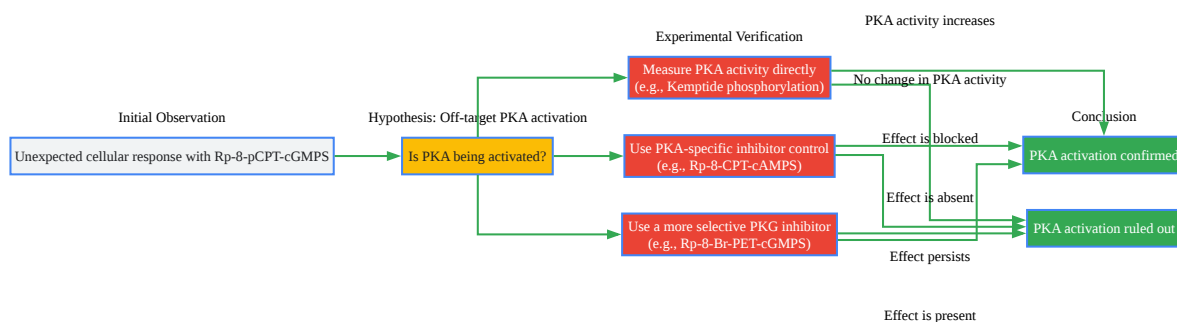 PKA activity increases
Experimental Verification
Measure PKA activity directly
(e.g., Kemptide phosphorylation)
No change in PKA activity
Initial Observation
Hypothesis: Off-target PKA activation
Conclusion
Unexpected cellular response with Rp-8-pCPT-cGMPS
Is PKA being activated?
Use PKA-specific inhibitor control
(e.g., Rp-8-CPT-cAMPS)
Effect is blocked
PKA activation confirmed
Effect is absent
Use a more selective PKG inhibitor
(e.g., Rp-8-Br-PET-cGMPS)
PKA activation ruled out
Effect persists
Effect is present